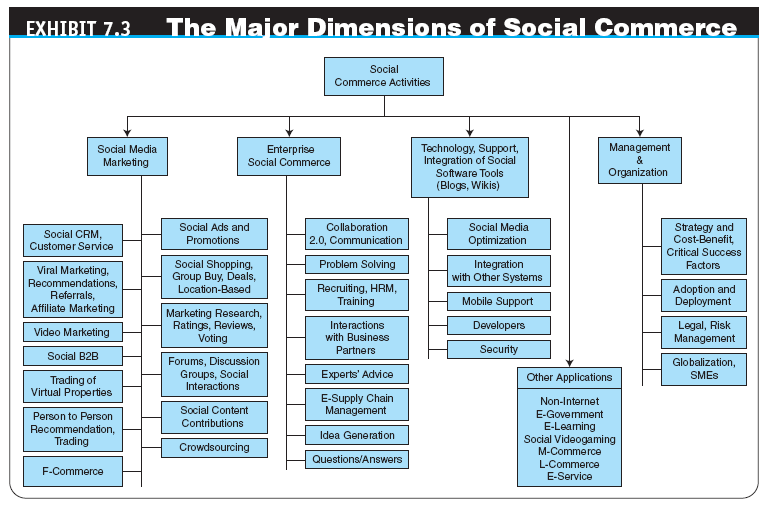 EXHIBIT 7.3 The Major Dimensions of Social Commerce
Social
Commerce Activities
Social Media
Marketing
Enterprise
Social Commerce
Technology, Support,
Integration of Social
Software Tools
(Blogs, Wikis)
Management
&
Organization
Social CRM,
Customer Service
Viral Marketing,
Recommendations,
Referrals,
Affiliate Marketing
Video Marketing
Social B2B
Trading of
Virtual Properties
Person to Person
Recommendation,
Trading
F-Commerce
Social Ads and
Promotions
Social Shopping,
Group Buy, Deals,
Location-Based
Marketing Research,
Ratings, Reviews,
Voting
Forums, Discussion
Groups, Social
Interactions
Social Content
Contributions
Crowdsourcing
Collaboration
2.0, Communication
Problem Solving
Recruiting, HRM,
Training
Interactions
with Business
Partners
Experts' Advice
E-Supply Chain
Management
Idea Generation
Questions/Answers
Social Media
Optimization
Integration
with Other Systems
Mobile Support
Developers
Security
Other Applications
Non-Internet
E-Government
E-Learning
Social Videogaming
M-Commerce
L-Commerce
E-Service
Strategy and
Cost-Benefit,
Critical Success
Factors
Adoption and
Deployment
Legal, Risk
Management
Globalization,
SMEs